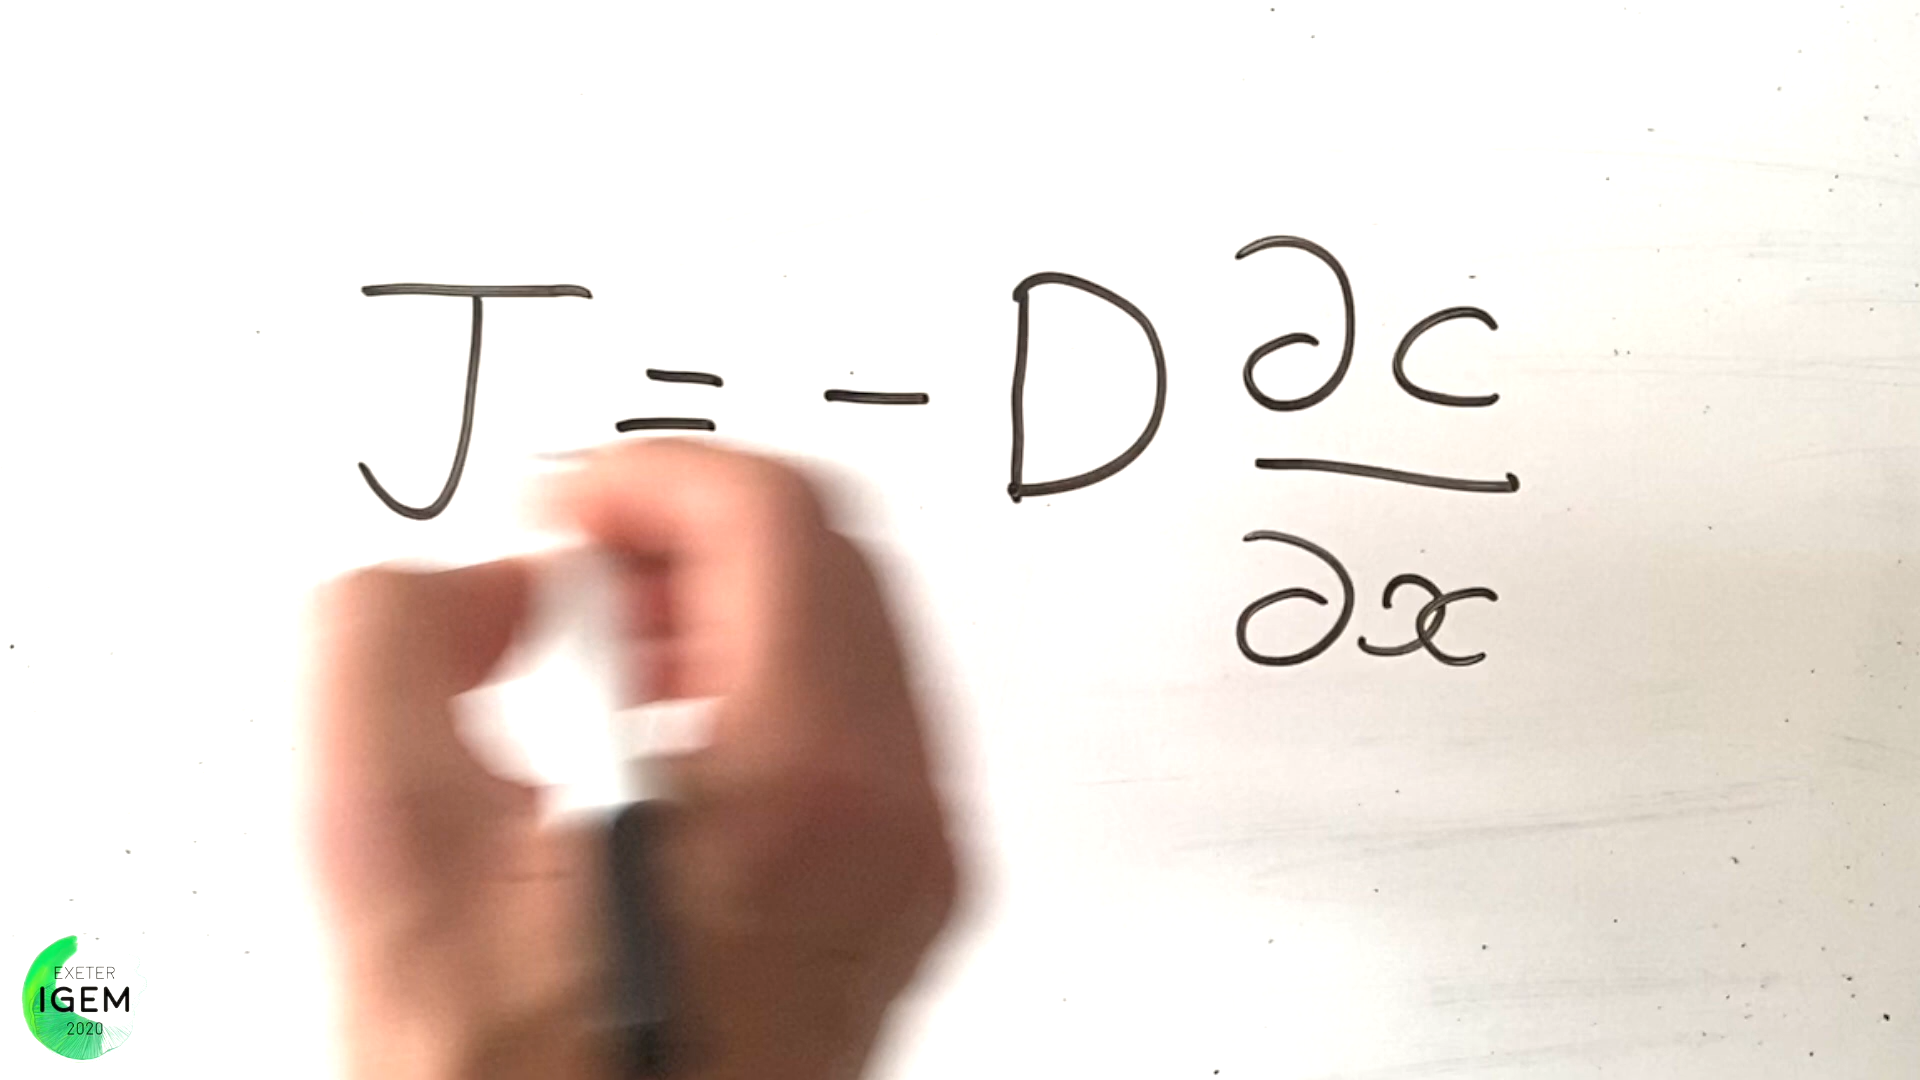 J = - D ∂c
∂x
EXETER
IGEM
2020